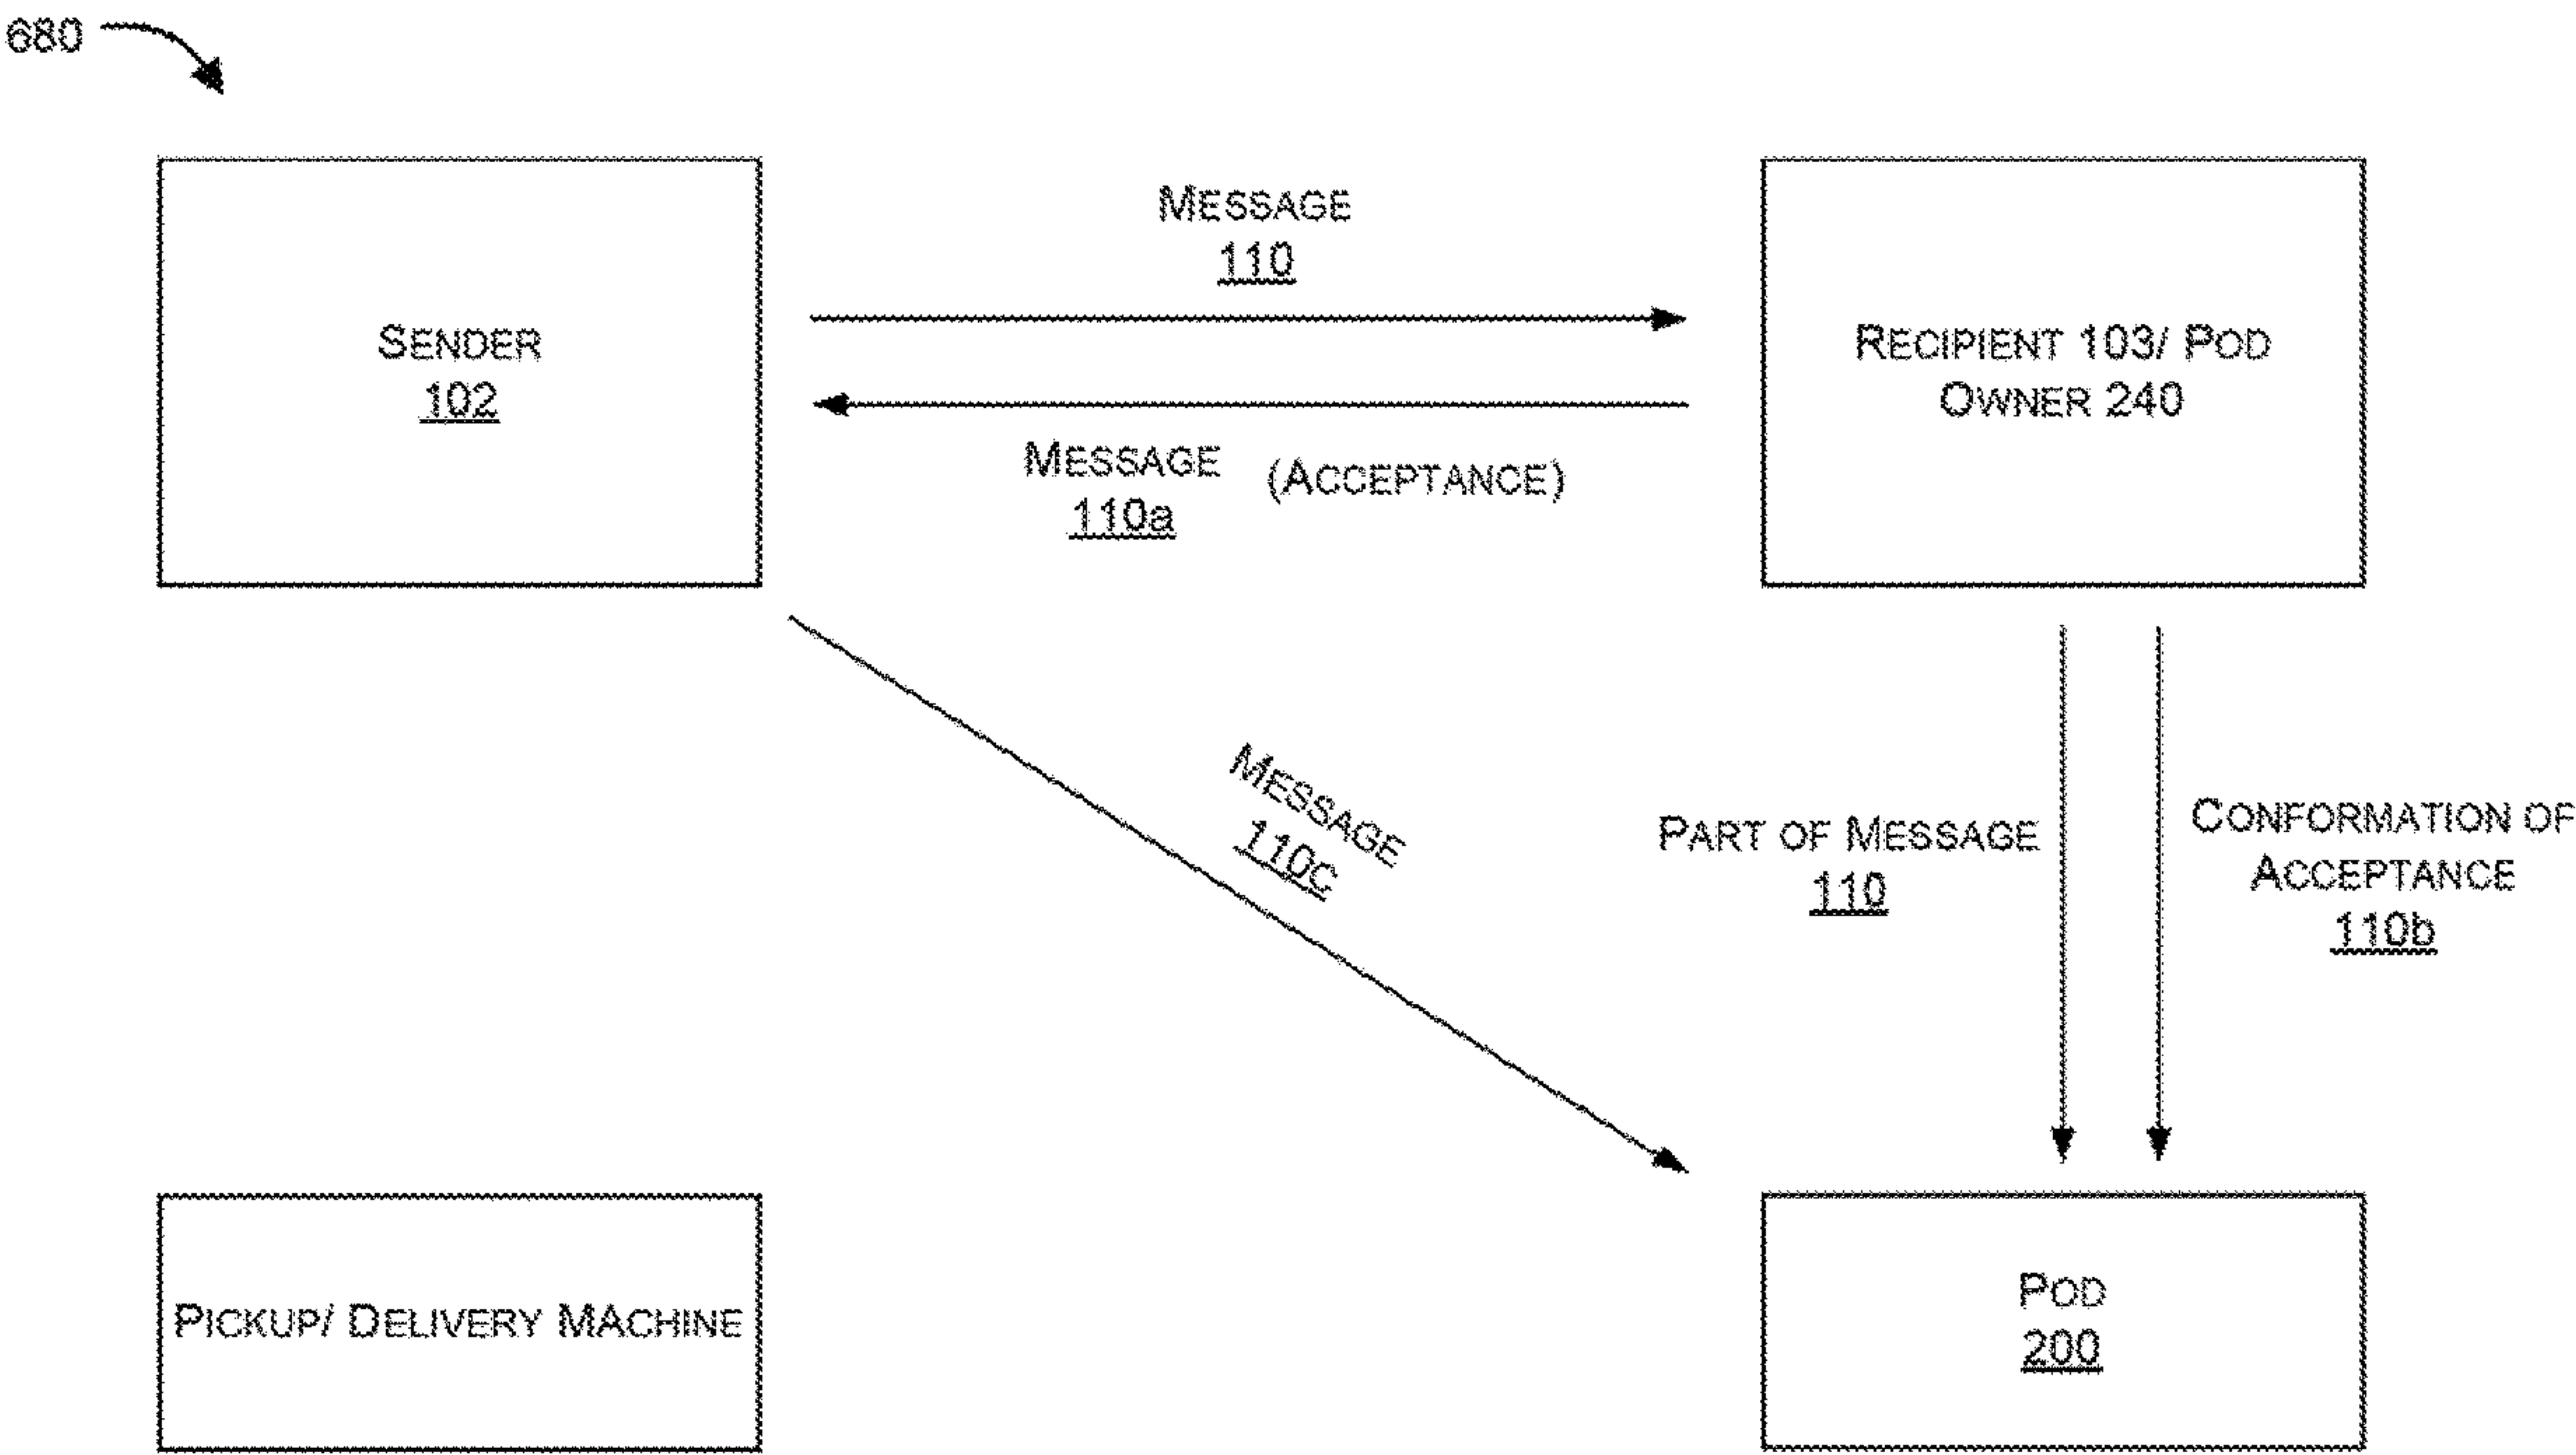 680
MESSAGE
110
SENDER
102
RECIPIENT 103/ POD
OWNER 240
MESSAGE (ACCEPTANCE)
110a
MESSAGE
110C
PART OF MESSAGE
110
CONFORMATION OF
ACCEPTANCE
110b
PICKUP/ DELIVERY MACHINE
POD
200